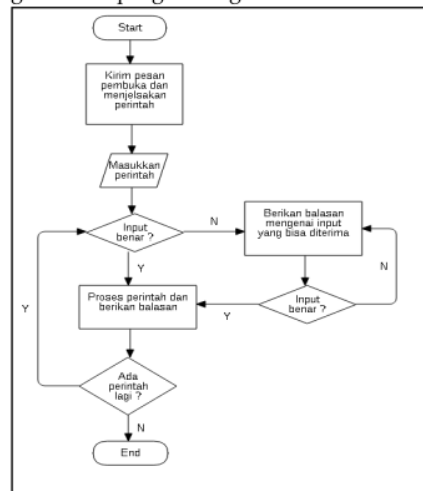 Start
Kirim pesan
pembuka dan
menjelsakan
perintah
Masukkan
perintah
Input
benar ?
N
Berikan balasan
mengenai input
yang bisa diterima
Y
N
Proses perintah dan
berikan balasan
Y
Input
benar ?
Y
Ada
perintah
lagi ?
N
End